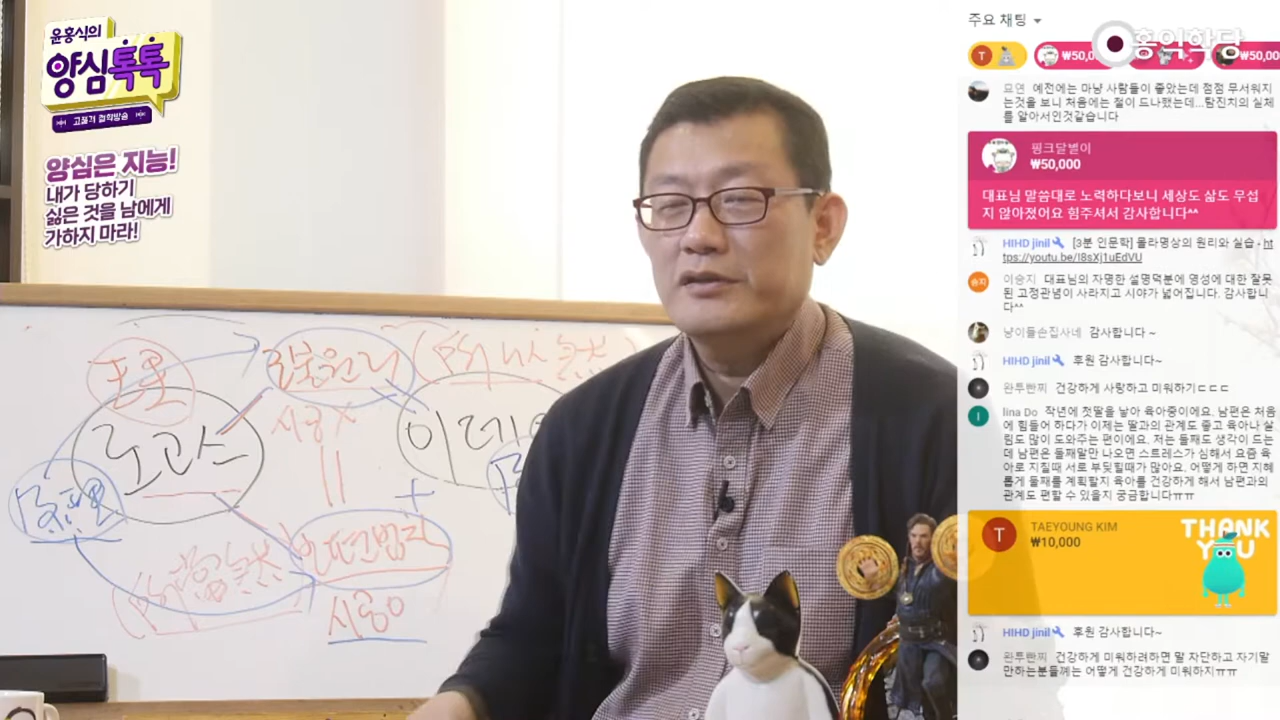 윤홍식의
양심톡톡
고품격 철학방송
양심은 지능!
내가 당하기
싫은 것을 남에게
가하지 마라!
로고스
시공
+
시공
주요 채팅
홍익학당
T
₩50,000
묘연 예전에는 마냥 사람들이 좋았는데 점점 무서워지
는것을 보니 처음에는 철이 드나했는데...탐진치의 실체
를 알아서인것같습니다
핑크달별이
₩50,000
대표님 말씀대로 노력하다보니 세상도 삶도 무섭
지 않아졌어요 힘주셔서 감사합니다^^
HIHD jinil [3분 인문학] 몰라명상의 원리와 실습 - ht
tps://youtu.be/l8sXj1uEdVU
이승지 대표님의 자명한 설명덕분에 영성에 대한 잘못
된 고정관념이 사라지고 시야가 넓어집니다. 감사합니
다^^
냥이들손집사네 감사합니다 ~
HIHD jinil 후원 감사합니다~
완투빤찌 건강하게 사랑하고 미워하기ㄷㄷㄷ
lina Do 작년에 첫딸을 낳아 육아중이에요. 남편은 처음
에 힘들어 하다가 이제는 딸과의 관계도 좋고 육아나 살
림도 많이 도와주는 편이에요. 저는 둘째도 생각이 드는
데 남편은 둘째말만 나오면 스트레스가 심해서 요즘 육
아로 지칠때 서로 부딪힐때가 많아요. 어떻게 하면 지혜
롭게 둘째를 계획할지 육아를 건강하게 해서 남편과의
관계도 편할 수 있을지 궁금합니다ㅠㅠ
TAEYOUNG KIM
₩10,000
THANK
YOU
HIHD jinil 후원 감사합니다~
완투빤찌 건강하게 미워하려하면 말 자단하고 자기말
만하는분들께는 어떻게 건강하게 미워하지ㅠㅠ